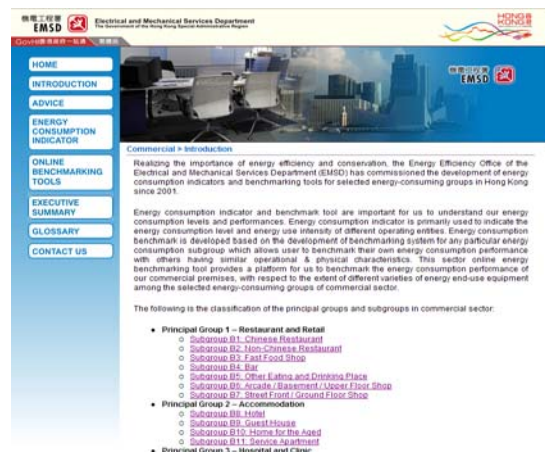 機電工程署
EMSD
Electrical and Mechanical Services Department
The Government of the Hong Kong Special Administrative Region
HONG
KONG
GovHK香港政府一站通
繁體版
HOME
INTRODUCTION
ADVICE
ENERGY
CONSUMPTION
INDICATOR
ONLINE
BENCHMARKING
TOOLS
EXECUTIVE
SUMMARY
GLOSSARY
CONTACT US
機電工程署
EMSD
Commercial > Introduction
Realizing the importance of energy efficiency and conservation, the Energy Efficiency Office of the
Electrical and Mechanical Services Department (EMSD) has commissioned the development of energy
consumption indicators and benchmarking tools for selected energy-consuming groups in Hong Kong
since 2001.
Energy consumption indicator and benchmark tool are important for us to understand our energy
consumption levels and performances. Energy consumption indicator is primarily used to indicate the
energy consumption level and energy use intensity of different operating entities. Energy consumption
benchmark is developed based on the development of benchmarking system for any particular energy
consumption subgroup which allows user to benchmark their own energy consumption performance
with others having similar operational & physical characteristics. This sector online energy
benchmarking tool provides a platform for us to benchmark the energy consumption performance of
our commercial premises, with respect to the extent of different varieties of energy end-use equipment
among the selected energy-consuming groups of commercial sector.
The following is the classification of the principal groups and subgroups in commercial sector:
Principal Group 1 – Restaurant and Retail
Subgroup B1: Chinese Restaurant
Subgroup B2: Non-Chinese Restaurant
Subgroup B3: Fast Food Shop
Subgroup B4: Bar
Subgroup B5: Other Eating and Drinking Place
Subgroup B6: Arcade / Basement / Upper Floor Shop
Subgroup B7: Street Front / Ground Floor Shop
Principal Group 2 – Accommodation
Subgroup B8: Hotel
Subgroup B9: Guest House
Subgroup B10: Home for the Aged
Subgroup B11: Service Apartment
Principal Group 3 – Hospital and Clinic